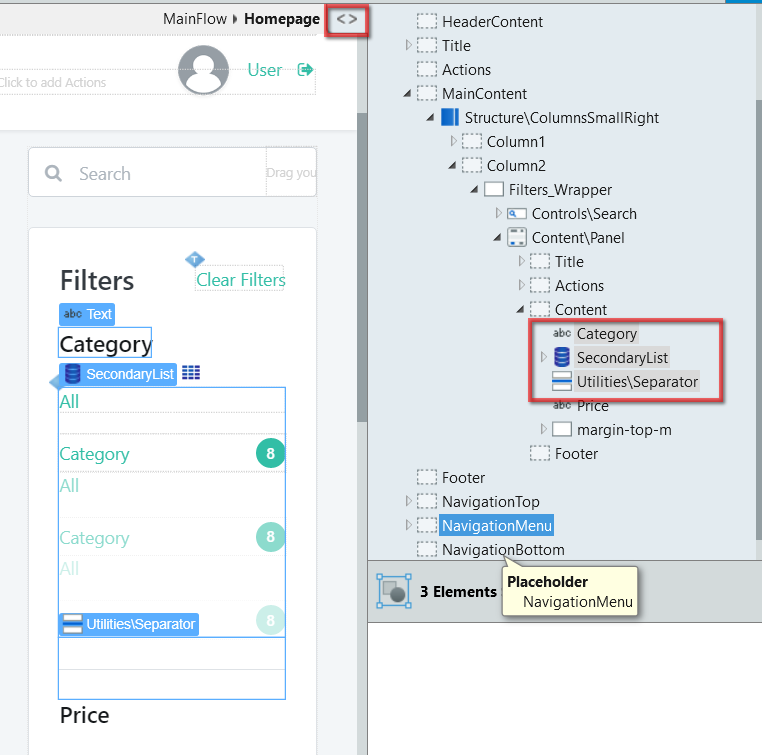 MainFlow Homepage <>
User
Click to add Actions
Search
Drag you
Filters
Clear Filters
abc Text
Category
SecondaryList
All
Category 8
All
Category 8
All
Utilities\Separator 8
Price
HeaderContent
Title
Actions
MainContent
Structure\ColumnsSmallRight
Column1
Column2
Filters_Wrapper
Controls\Search
Content\Panel
Title
Actions
Content
abc Category
SecondaryList
Utilities\Separator
abc Price
margin-top-m
Footer
Footer
NavigationTop
NavigationMenu
NavigationBottom
3 Elements
Placeholder
NavigationMenu